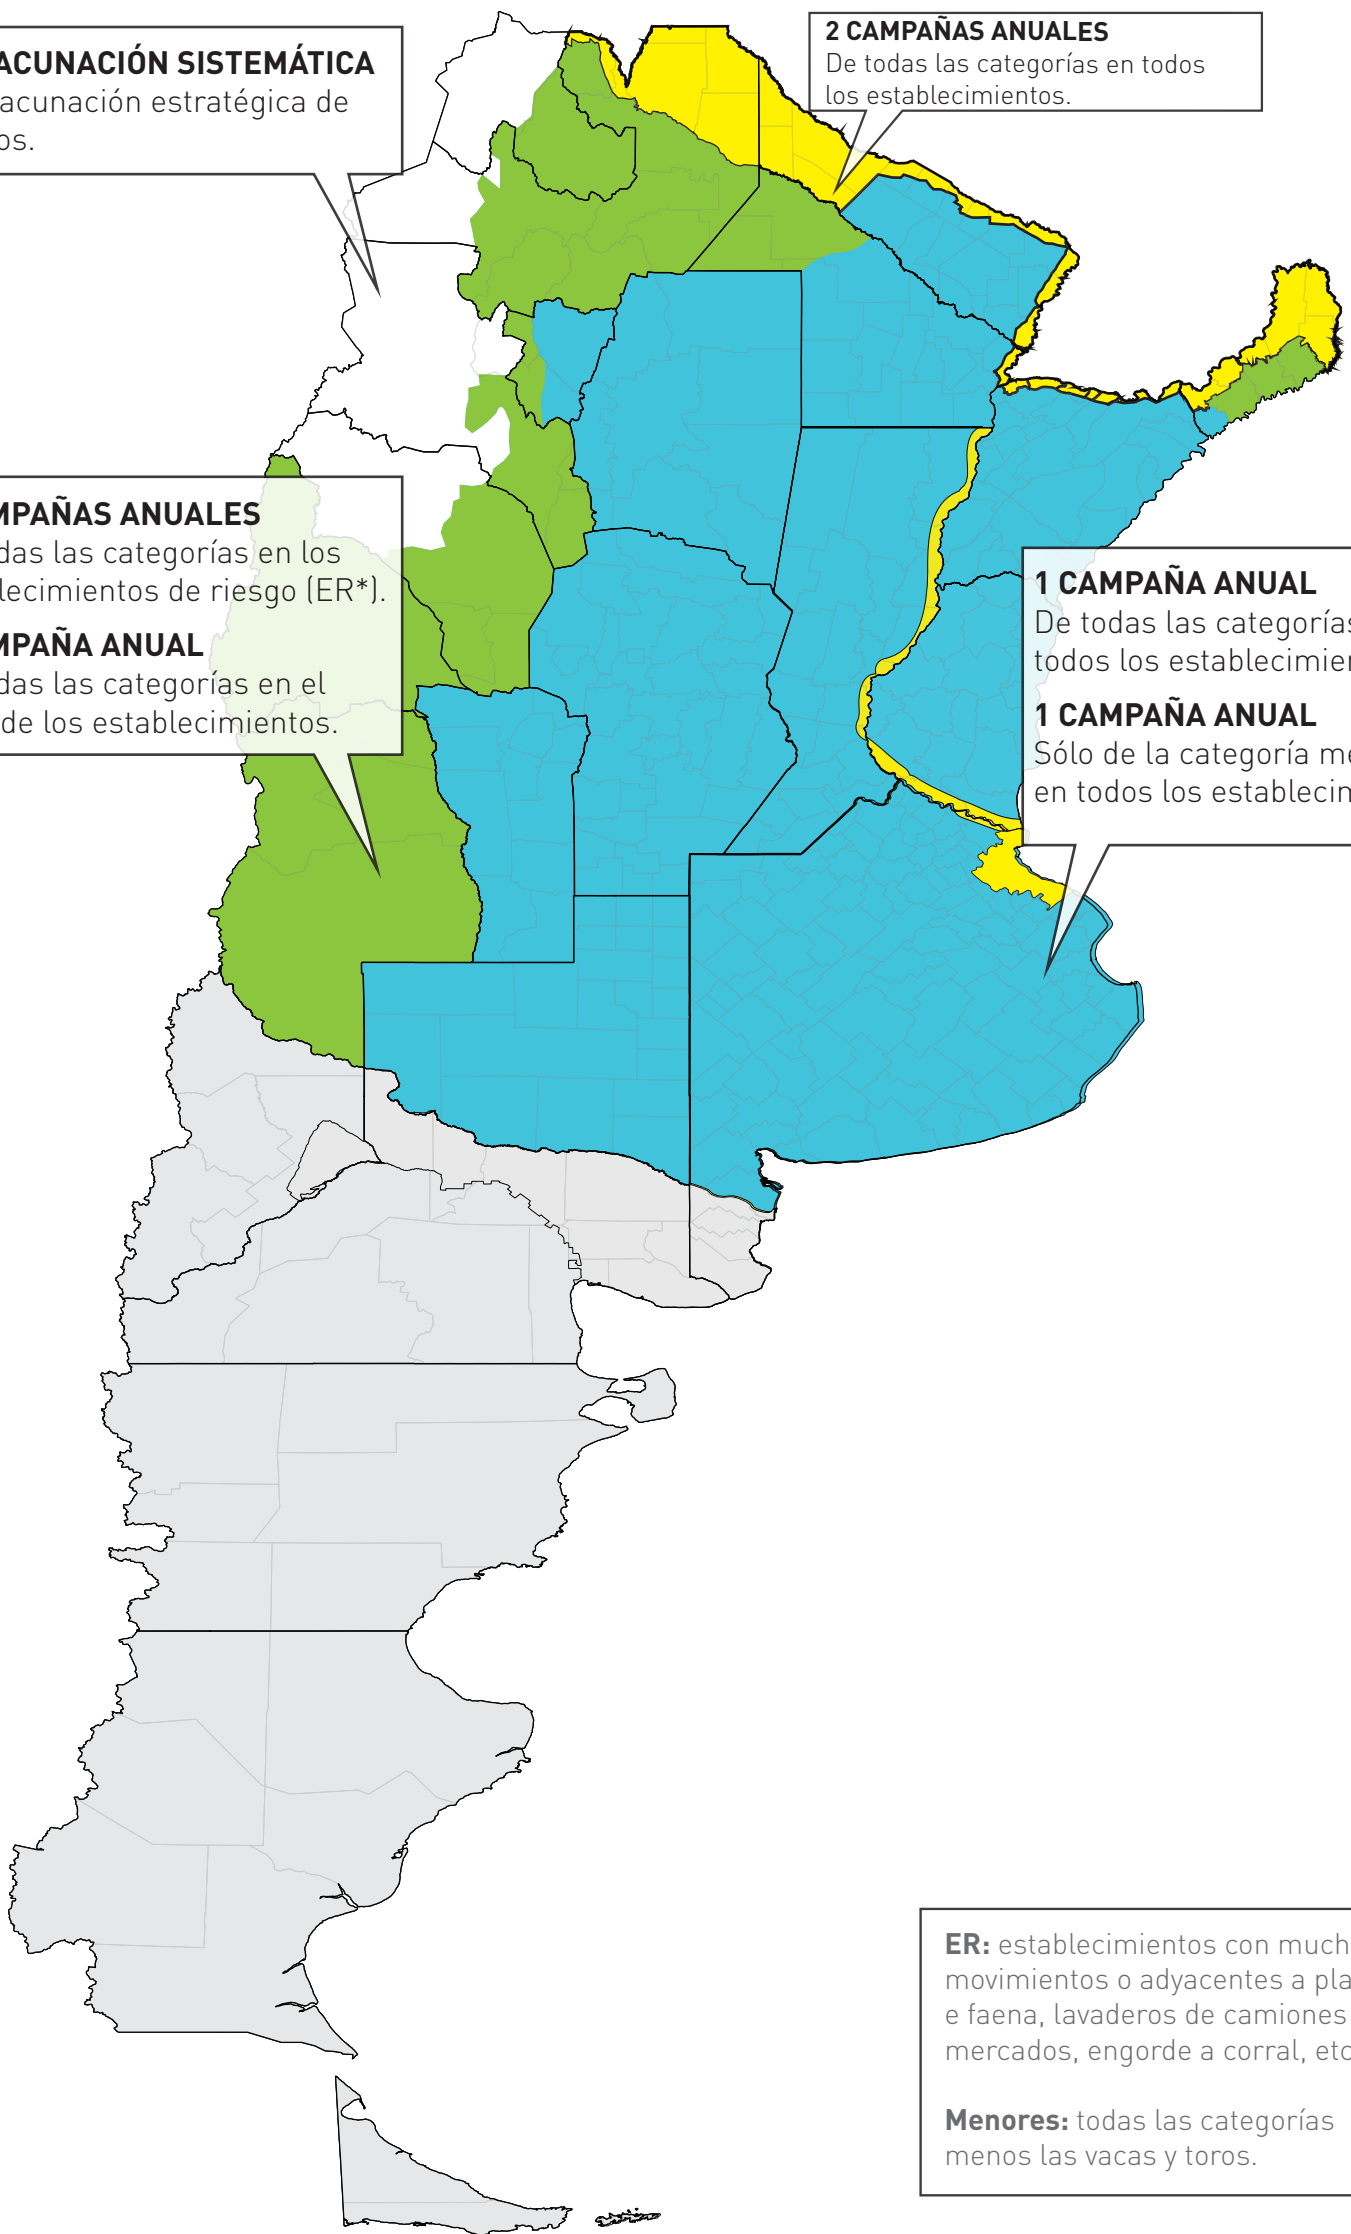 ACUNACIÓN SISTEMÁTICA
acunación estratégica de
os.
2 CAMPAÑAS ANUALES
De todas las categorías en todos
los establecimientos.
MPAÑAS ANUALES
das las categorías en los
lecimientos de riesgo (ER*).
MPAÑA ANUAL
das las categorías en el
de los establecimientos.
1 CAMPAÑA ANUAL
De todas las categorías
todos los establecimien
1 CAMPAÑA ANUAL
Sólo de la categoría me
en todos los establecim
ER: establecimientos con much
movimientos o adyacentes a pla
e faena, lavaderos de camiones
mercados, engorde a corral, etc
Menores: todas las categorías
menos las vacas y toros.